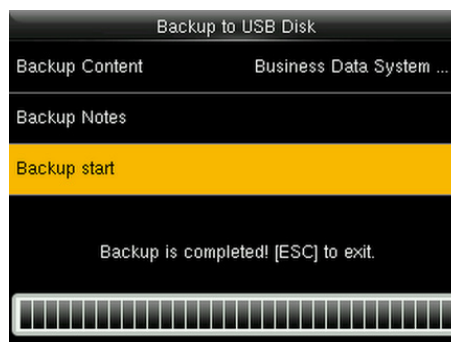 Backup to USB Disk
Backup Content Business Data System ...
Backup Notes
Backup start
Backup is completed! [ESC] to exit.